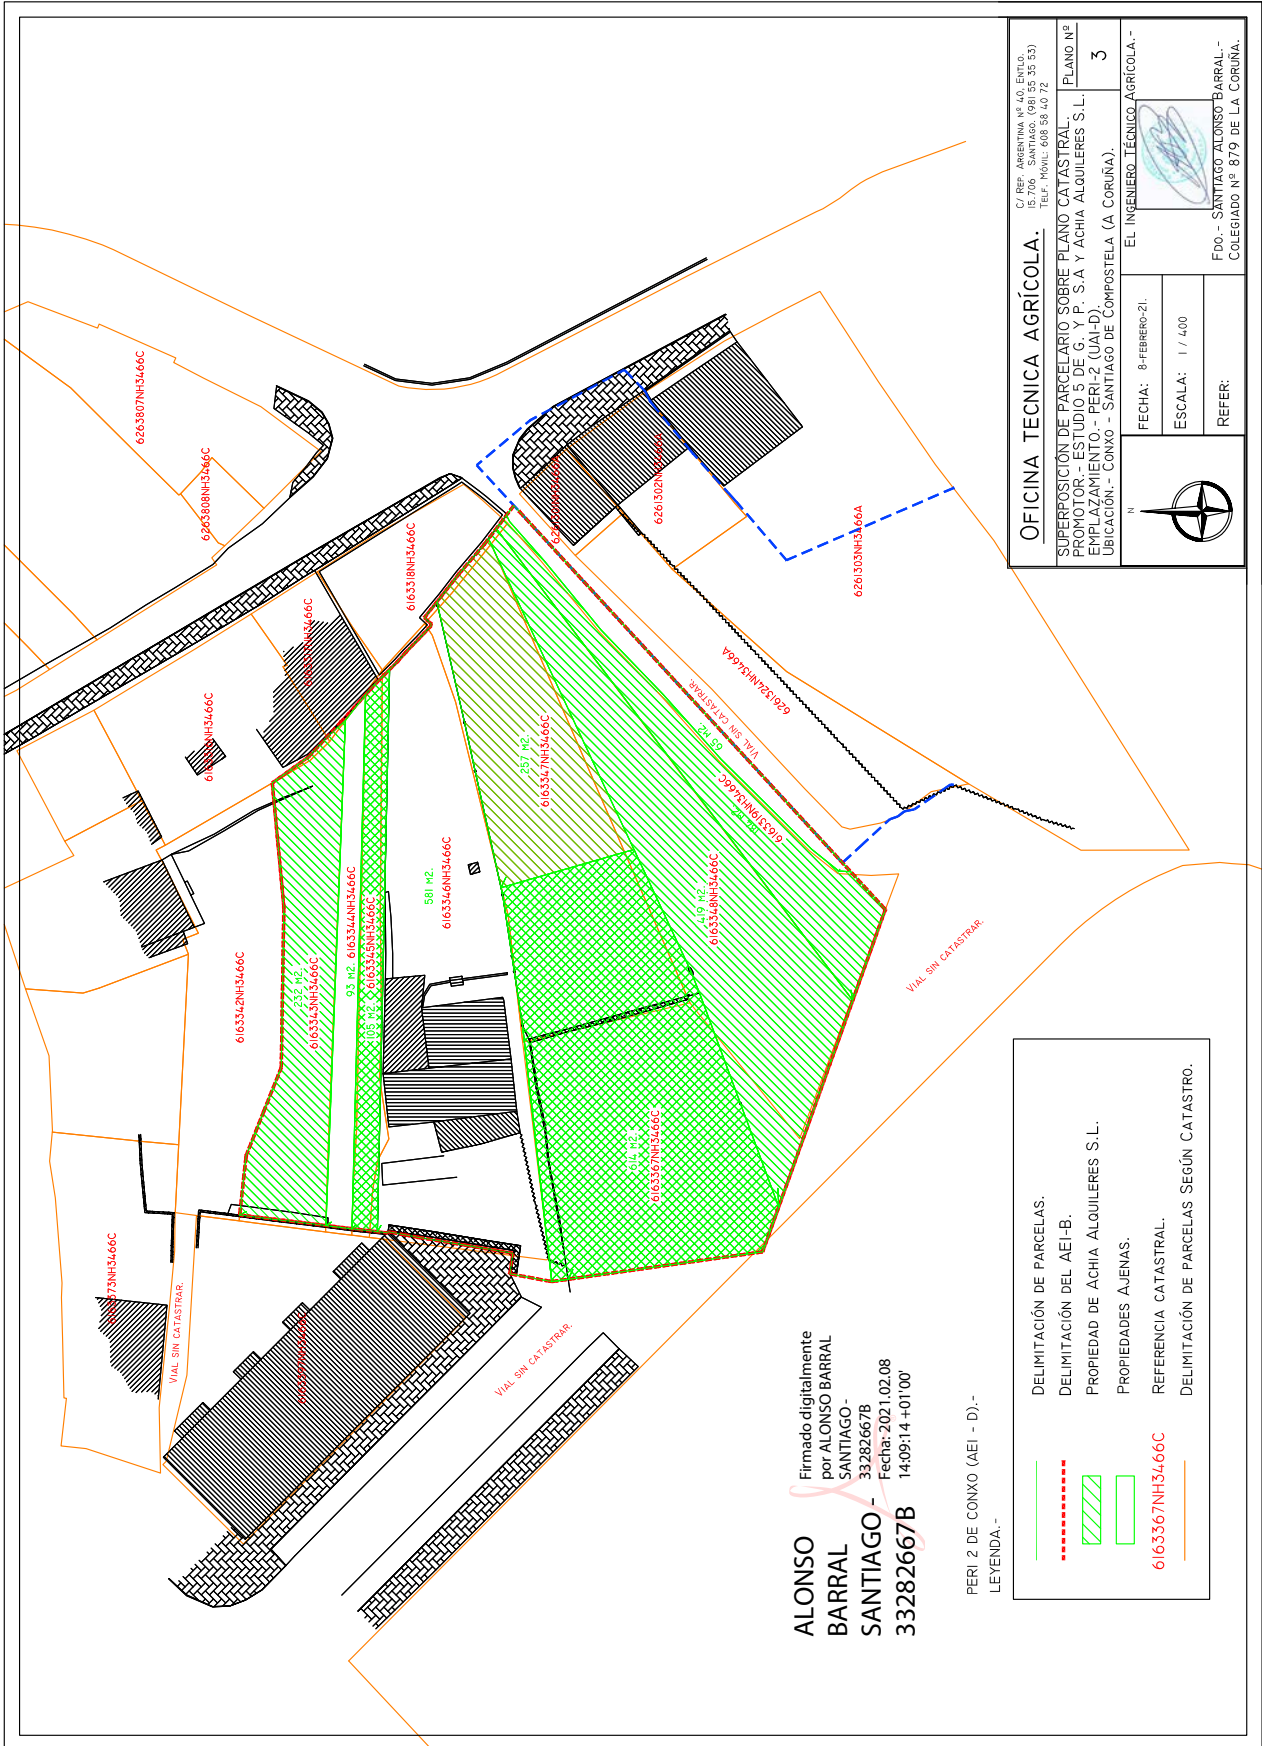 OFICINA TECNICA AGRÍCOLA.
C/ REP. ARGENTINA Nº 40, ENTLO.
15.706 SANTIAGO. (981 55 35 53)
TELF. MÓVIL: 608 58 40 72
SUPERPOSICIÓN DE PARCELARIO SOBRE PLANO CATASTRAL.
PROMOTOR.- ESTUDIO 5 DE G. Y P. S.A Y ACHIA ALQUILERES S.L.
EMPLAZAMIENTO.- PERI-2 (UAI-D).
UBICACIÓN.- CONXO - SANTIAGO DE COMPOSTELA (A CORUÑA).
PLANO Nº
3
N
FECHA: 8-FEBRERO-21.
ESCALA: 1 / 400
REFER:
EL INGENIERO TÉCNICO AGRÍCOLA.-
FDO.- SANTIAGO ALONSO BARRAL.-
COLEGIADO Nº 879 DE LA CORUÑA.
6263807NH3466C
6263808NH3466C
6163318NH3466C
6261302NH3466A
6261303NH3466A
6261324NH3466A
VIAL SIN CATASTRAR.
63 M2.
6163319NH3466C
257 M2.
6163347NH3466C
419 M2.
6163348NH3466C
581 M2.
6163346NH3466C
93 M2. 6163344NH3466C
105 M2. 6163345NH3466C
232 M2.
6163343NH3466C
6163342NH3466C
614 M2.
6163367NH3466C
VIAL SIN CATASTRAR.
6163373NH3466C
VIAL SIN CATASTRAR.
VIAL SIN CATASTRAR.
ALONSO
BARRAL
SANTIAGO -
33282667B
Firmado digitalmente
por ALONSO BARRAL
SANTIAGO -
33282667B
Fecha: 2021.02.08
14:09:14 +01'00'
PERI 2 DE CONXO (AEI - D).-
LEYENDA.-
DELIMITACIÓN DE PARCELAS.
DELIMITACIÓN DEL AEI-B.
PROPIEDAD DE ACHIA ALQUILERES S.L.
PROPIEDADES AJENAS.
6163367NH3466C REFERENCIA CATASTRAL.
DELIMITACIÓN DE PARCELAS SEGÚN CATASTRO.